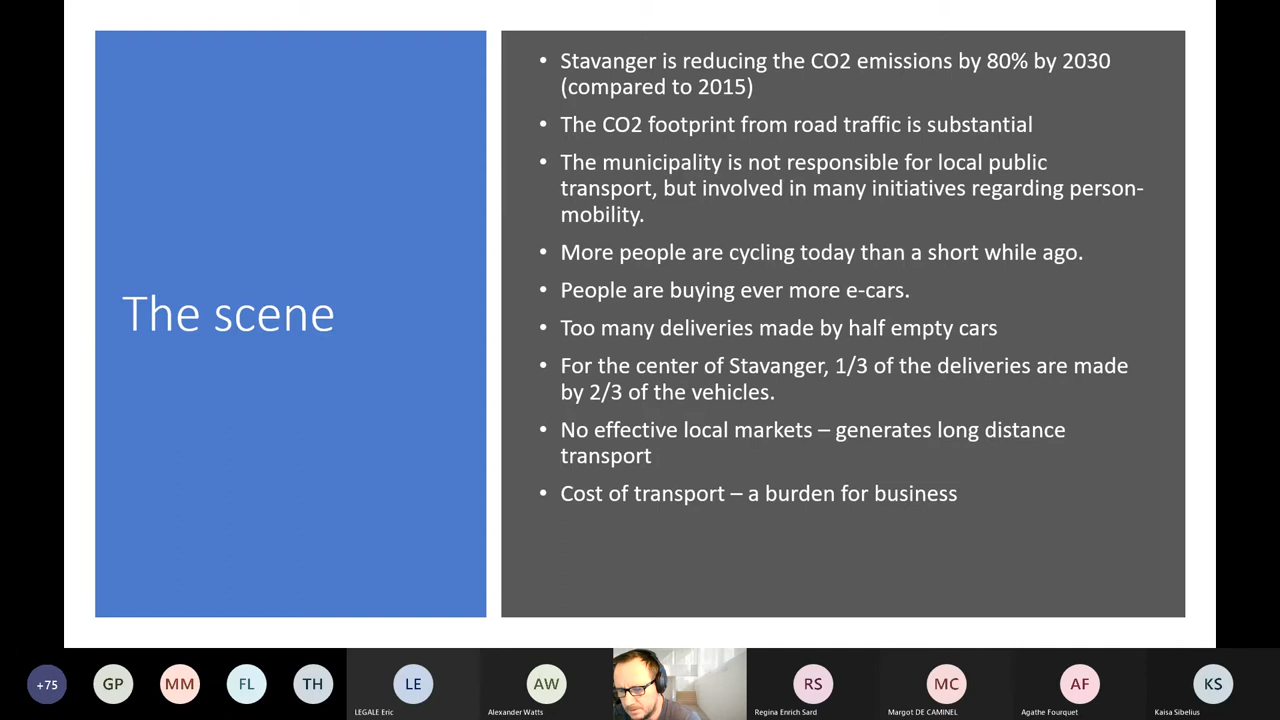 The scene
• Stavanger is reducing the CO2 emissions by 80% by 2030
(compared to 2015)
• The CO2 footprint from road traffic is substantial
• The municipality is not responsible for local public
transport, but involved in many initiatives regarding person-
mobility.
• More people are cycling today than a short while ago.
• People are buying ever more e-cars.
• Too many deliveries made by half empty cars
• For the center of Stavanger, 1/3 of the deliveries are made
by 2/3 of the vehicles.
• No effective local markets – generates long distance
transport
• Cost of transport – a burden for business
+75
GP
MM
FL
TH
LE
LEGALE Eric
AW
Alexander Watts
RS
Regina Enrich Sard
MC
Margot DE CAMINEL
AF
Agathe Fourquet
KS
Kaisa Sibelius